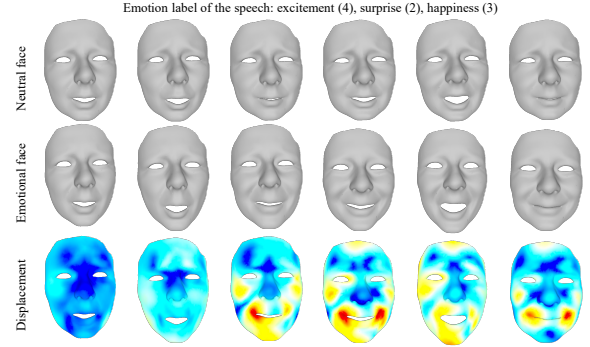 Emotion label of the speech: excitement (4), surprise (2), happiness (3)
Neutral face
Emotional face
Displacement